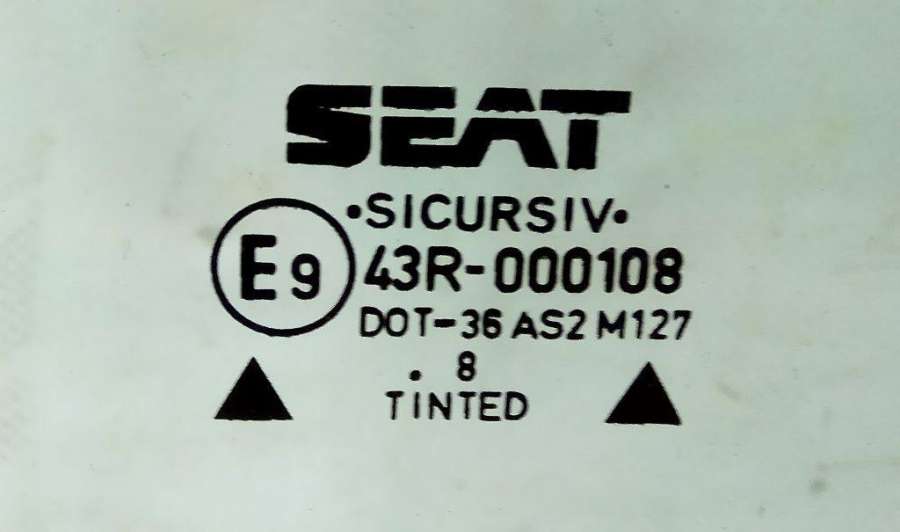 SEAT
•SICURSIV•
E9 43R-000108
DOT-36 AS2 M127
. 8
TINTED